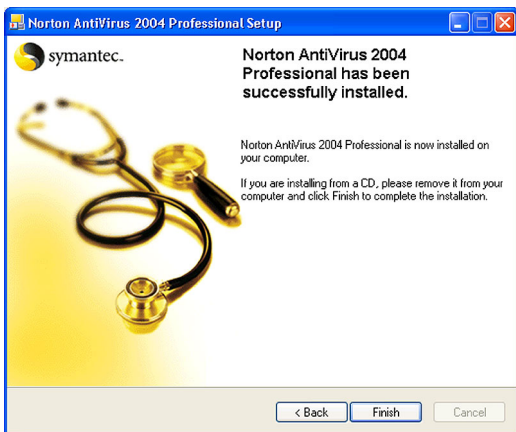 Norton AntiVirus 2004 Professional Setup
symantec.
Norton AntiVirus 2004
Professional has been
successfully installed.
Norton AntiVirus 2004 Professional is now installed on
your computer.
If you are installing from a CD, please remove it from your
computer and click Finish to complete the installation.
< Back Finish Cancel